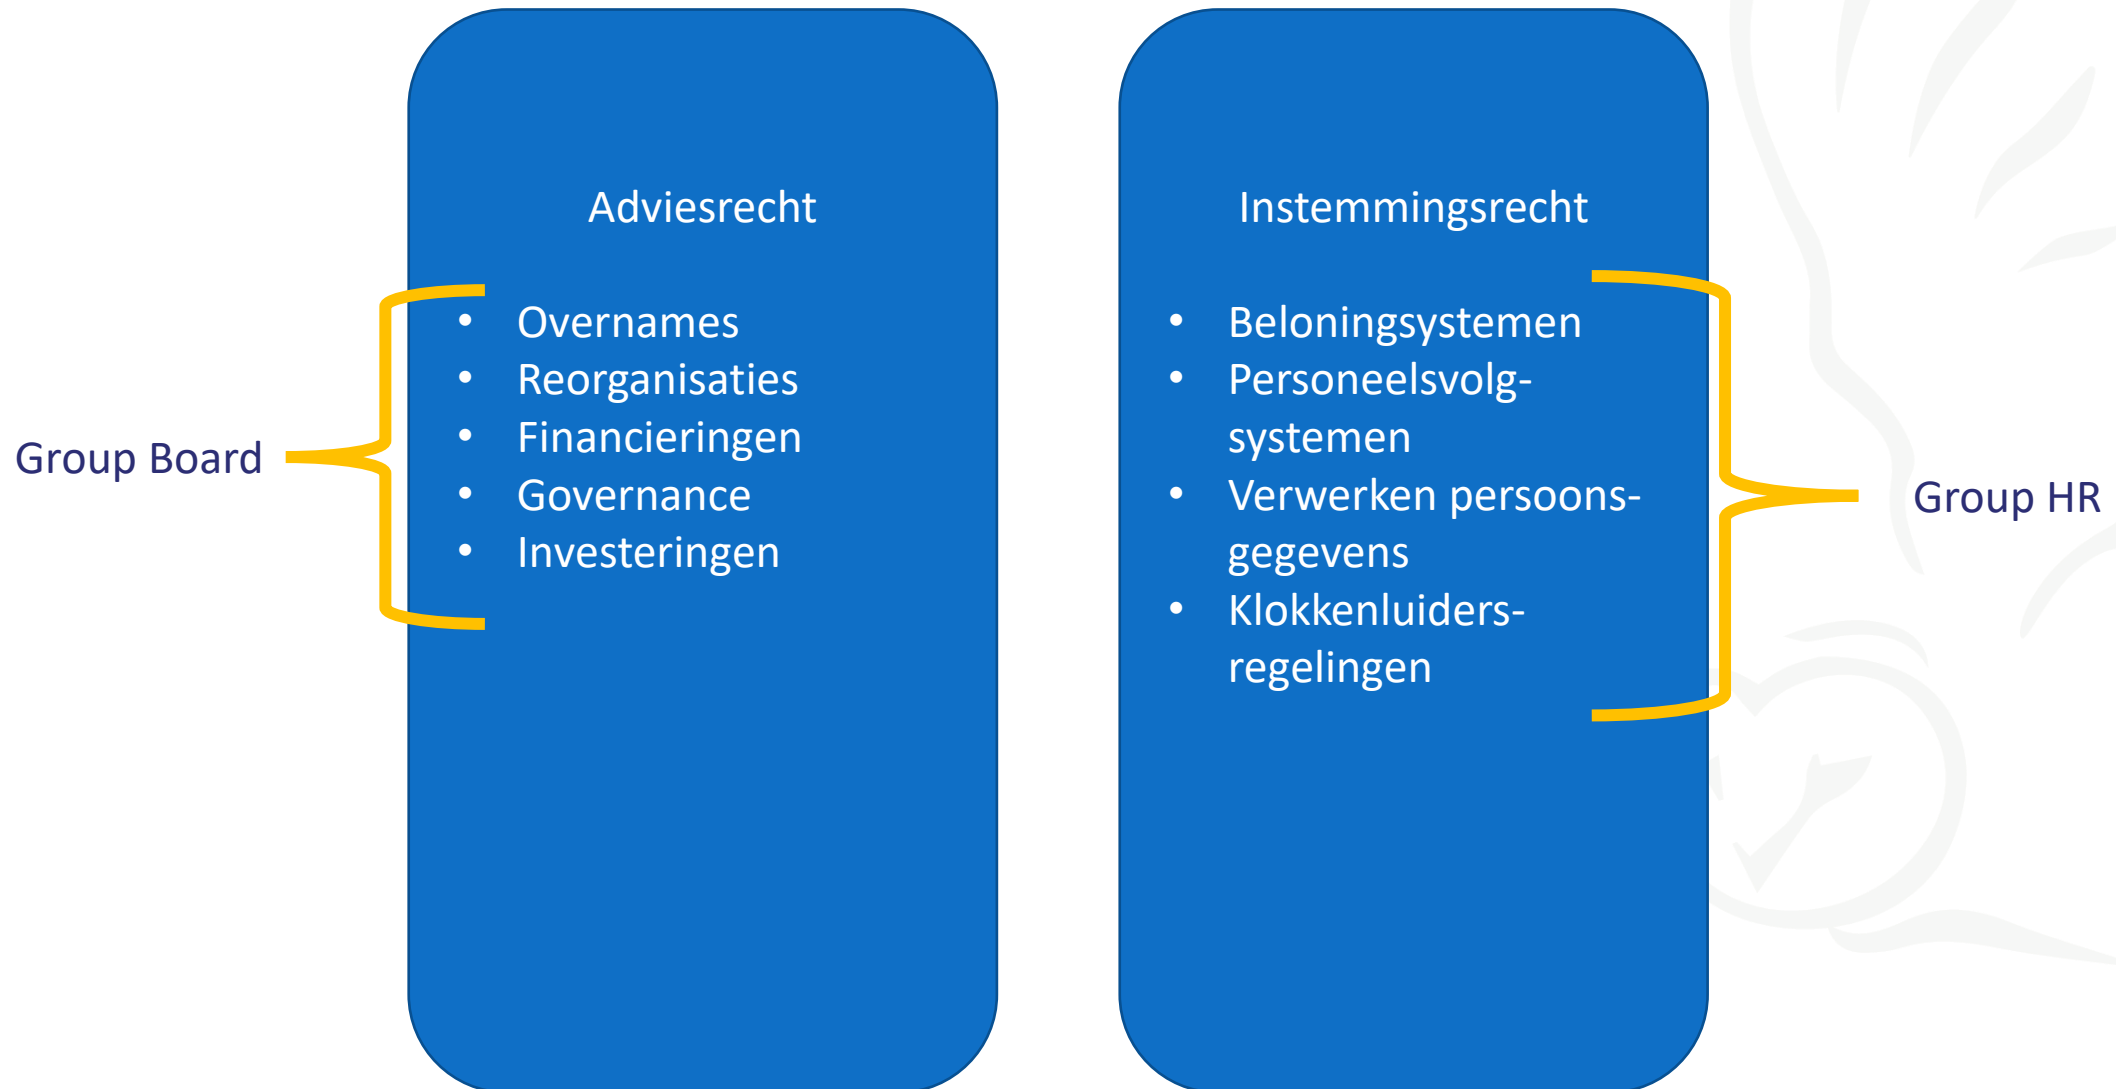 Group Board
Adviesrecht
• Overnames
• Reorganisaties
• Financieringen
• Governance
• Investeringen
Instemmingsrecht
• Beloningsystemen
• Personeelsvolg-
systemen
• Verwerken persoons-
gegevens
• Klokkenluiders-
regelingen
Group HR